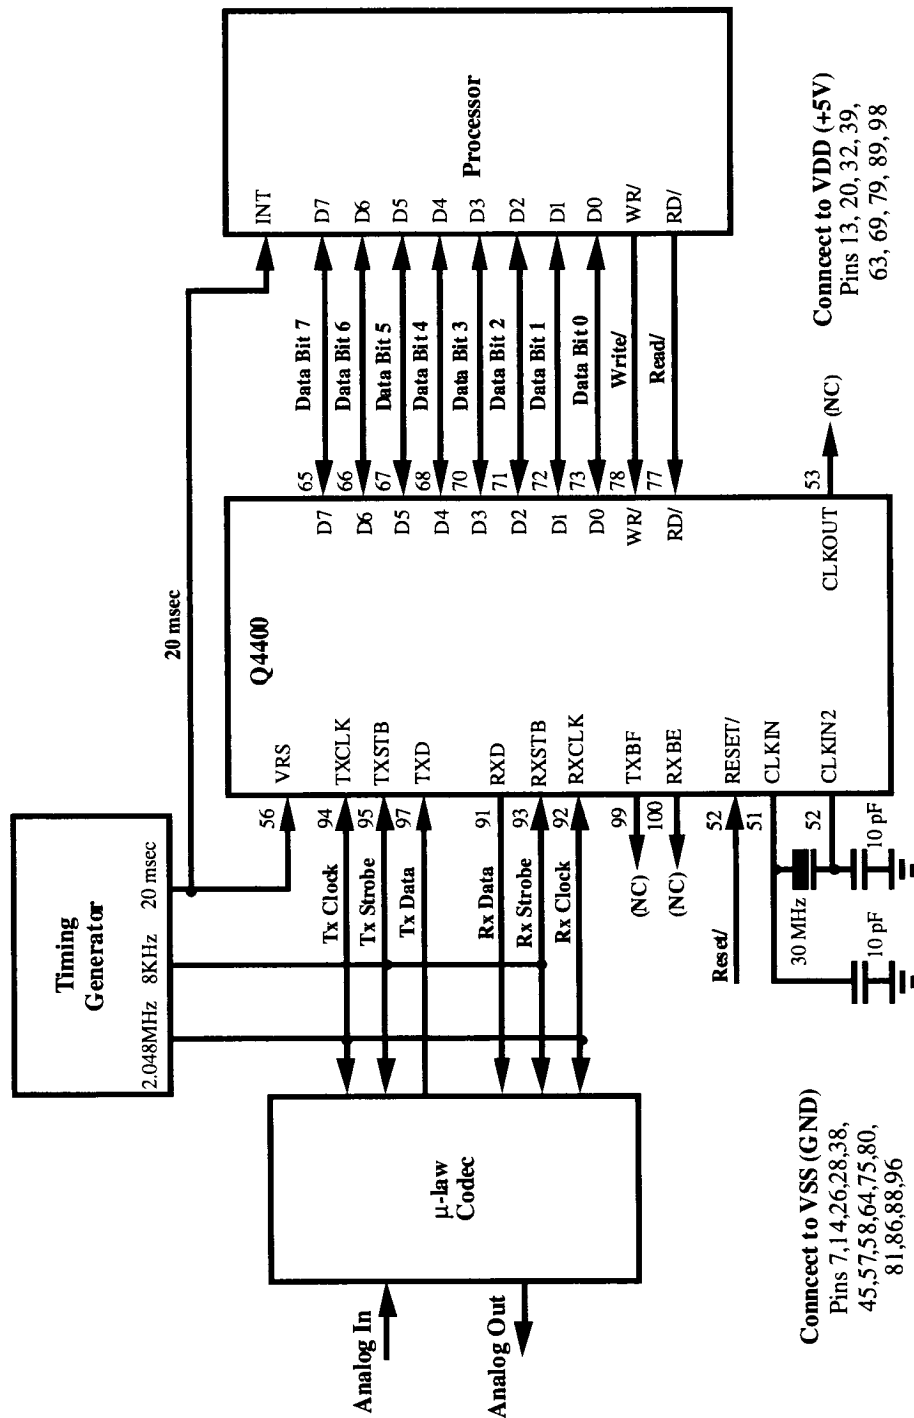 Timing
Generator
2.048MHz
8KHz
20 msec
20 msec
μ-law
Codec
Analog In
Analog Out
Tx Clock
Tx Strobe
Tx Data
Rx Data
Rx Strobe
Rx Clock
(NC)
(NC)
Reset/
30 MHz
10 pF
10 pF
56
94
95
97
91
93
92
99
100
52
51
52
Q4400
VRS
TXCLK
TXSTB
TXD
RXD
RXSTB
RXCLK
TXBF
RXBE
RESET/
CLKIN
CLKIN2
D7
D6
D5
D4
D3
D2
D1
D0
WR/
RD/
CLKOUT
65
66
67
68
70
71
72
73
78
77
53
(NC)
Data Bit 7
Data Bit 6
Data Bit 5
Data Bit 4
Data Bit 3
Data Bit 2
Data Bit 1
Data Bit 0
Write/
Read/
Processor
INT
D7
D6
D5
D4
D3
D2
D1
D0
WR/
RD/
Conncect to VSS (GND)
Pins 7,14,26,28,38,
45,57,58,64,75,80,
81,86,88,96
Conncect to VDD (+5V)
Pins 13, 20, 32, 39,
63, 69, 79, 89, 98